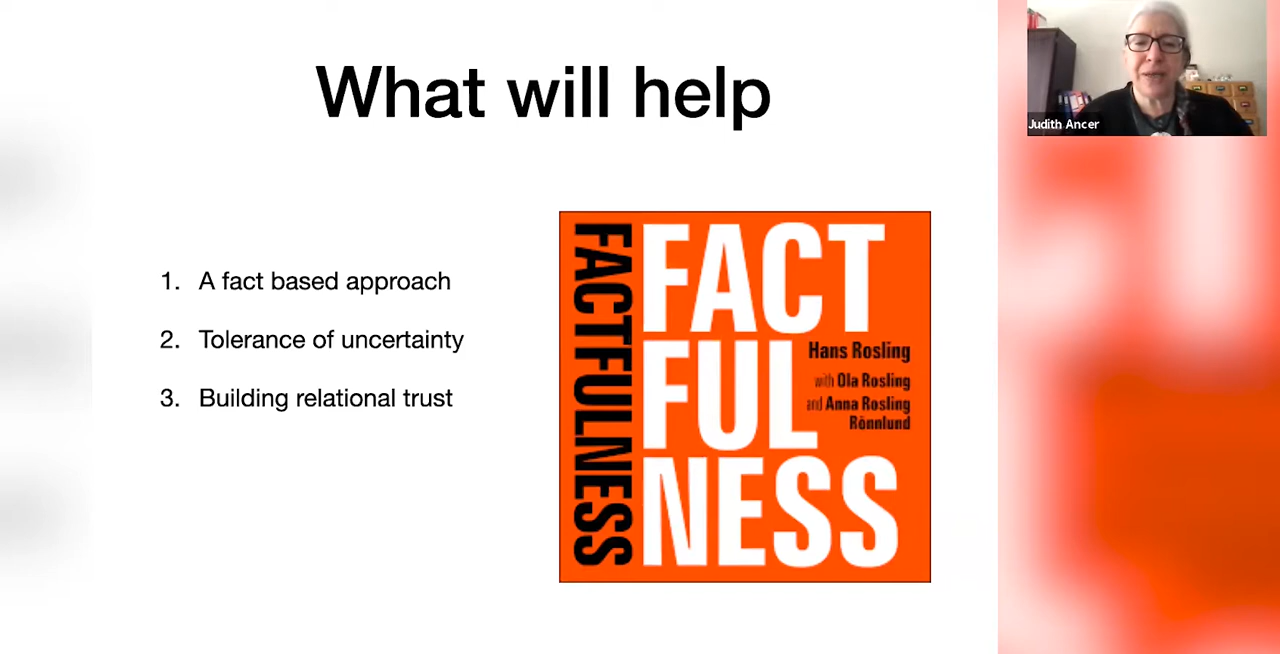 What will help
Judith Ancer
1. A fact based approach
2. Tolerance of uncertainty
3. Building relational trust
FACTFULNESS
FACT
FUL
NESS
Hans Rosling
with Ola Rosling
and Anna Rosling
Rönnlund